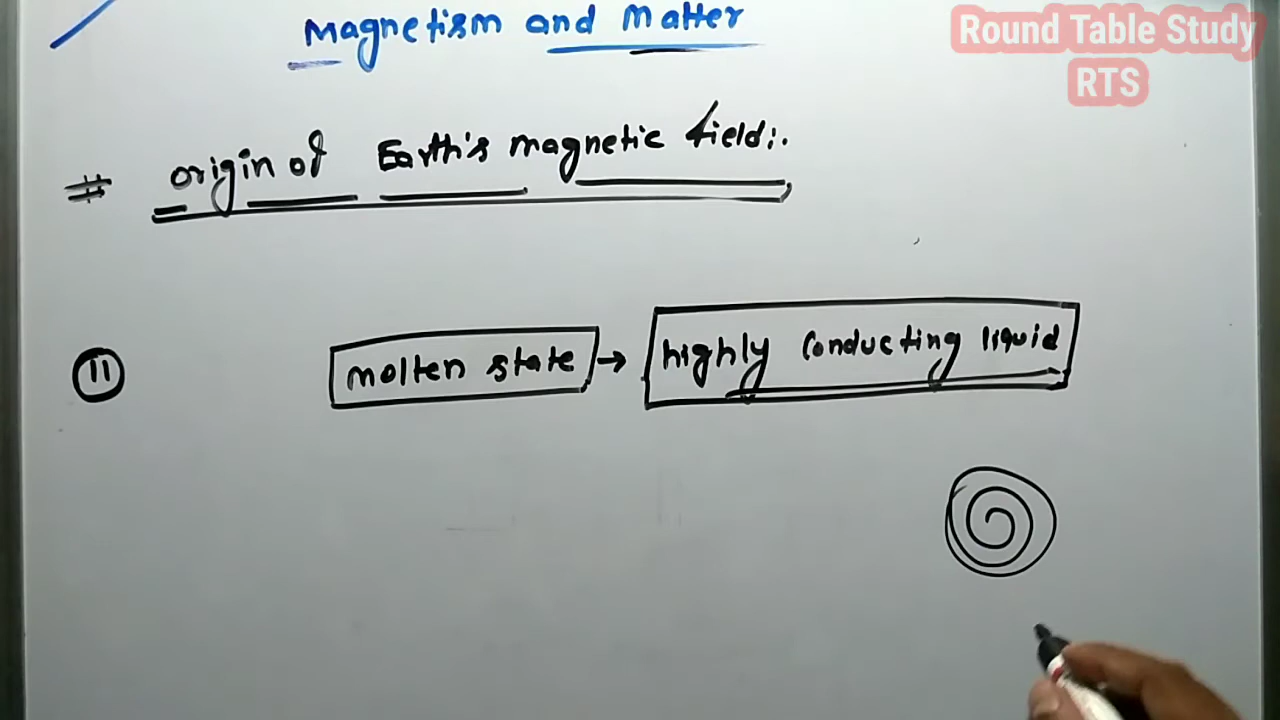 Magnetism and Matter
Round Table Study
RTS
# origin of Earth's magnetic field:.
11 molten state → highly conducting liquid